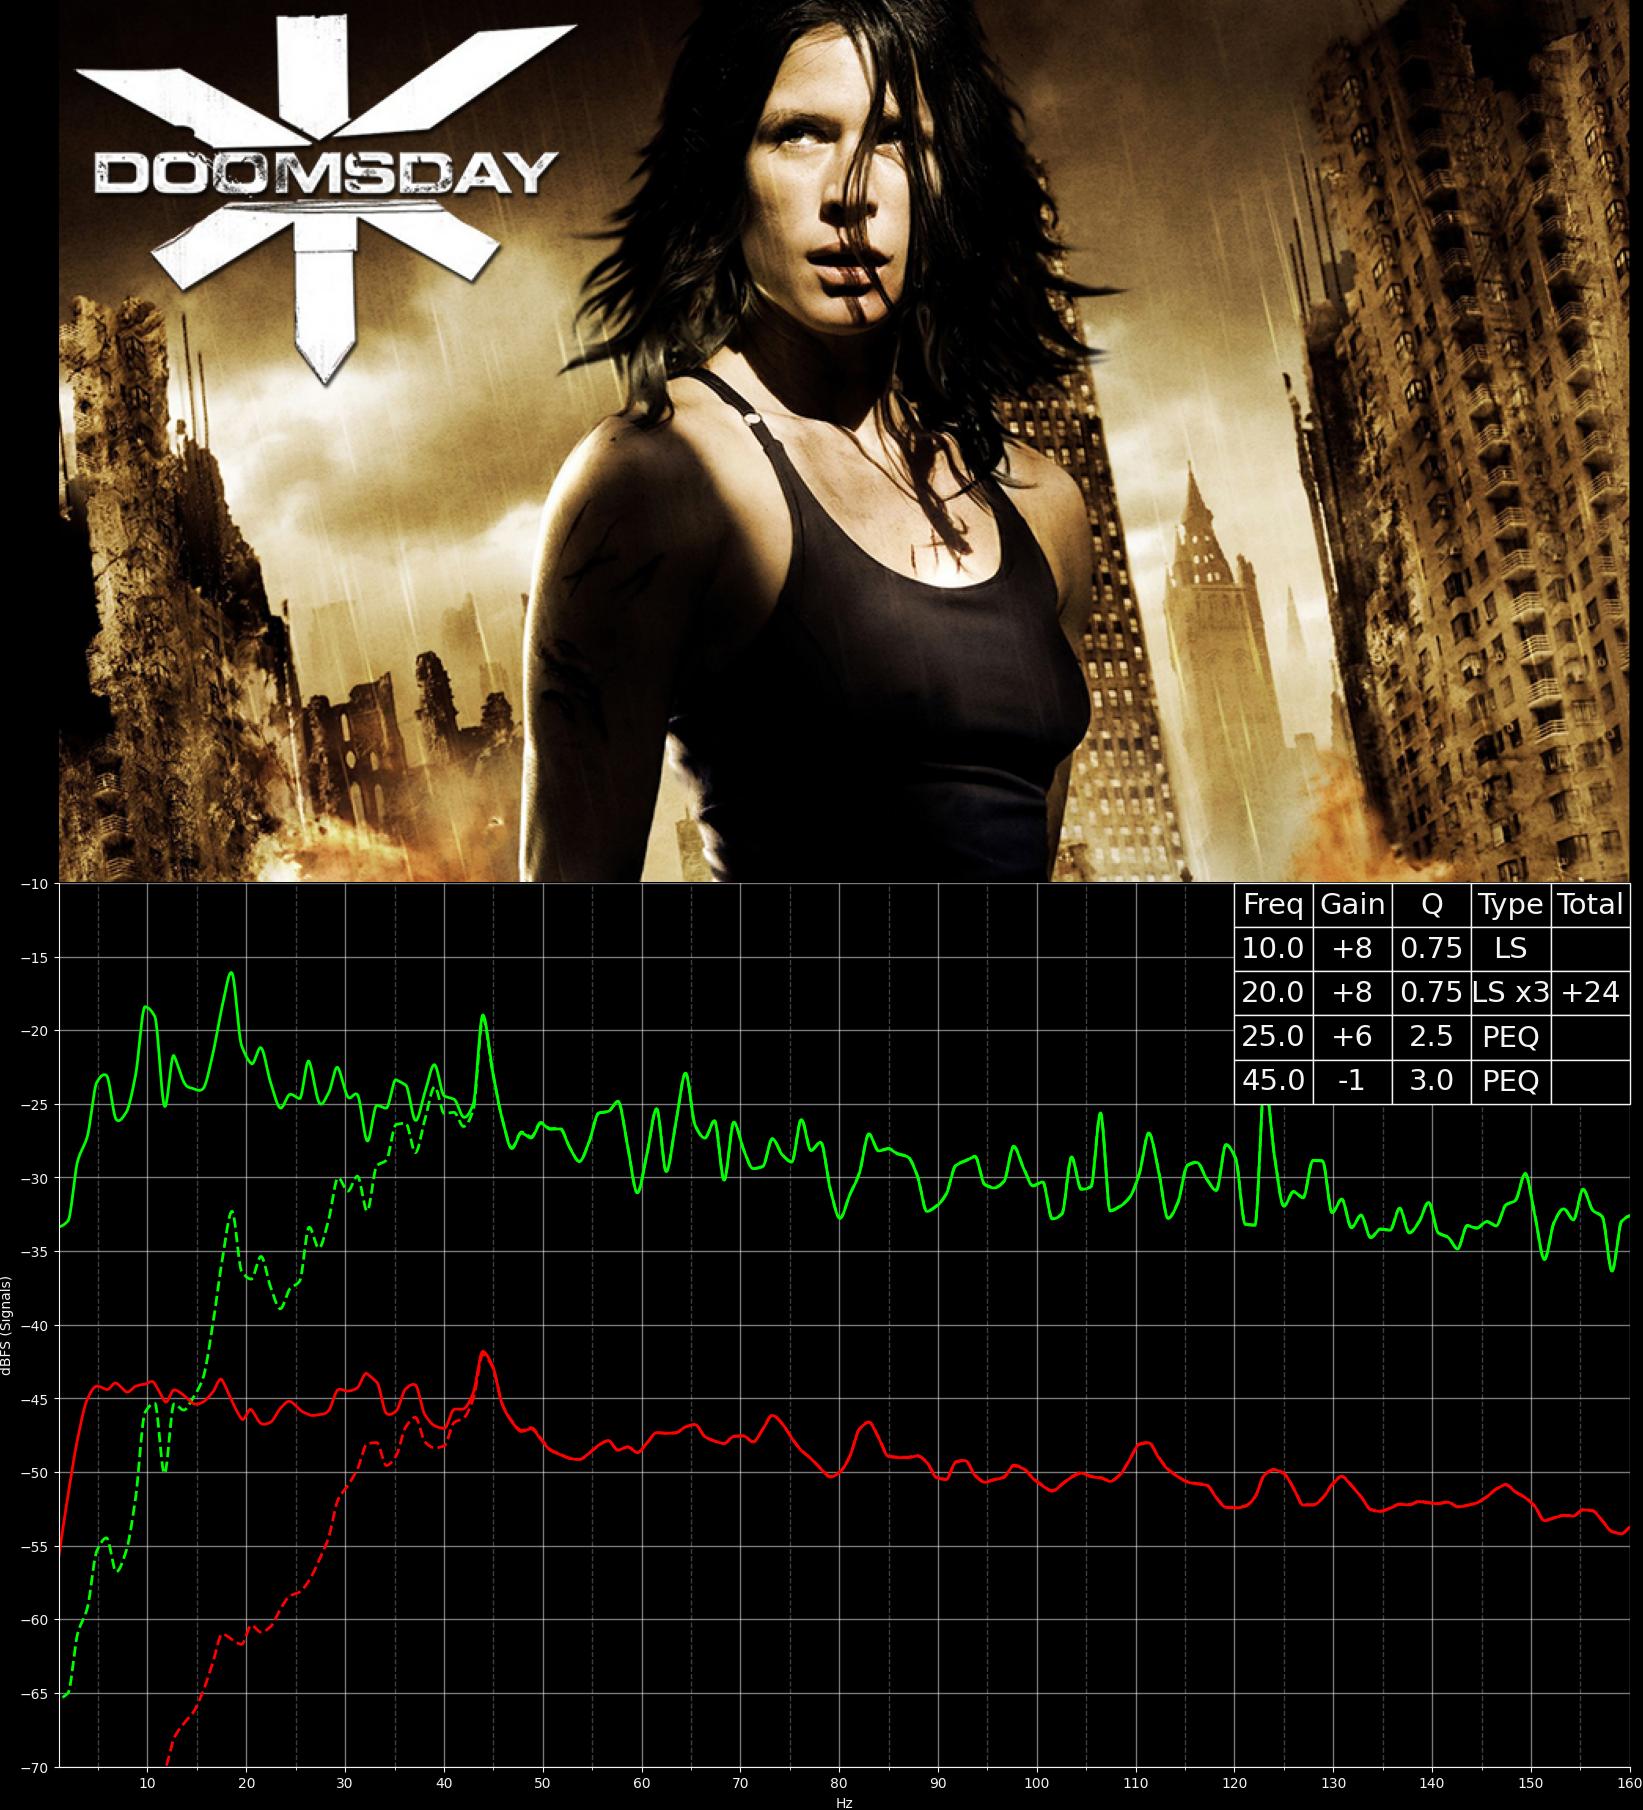 DOOMSDAY
Freq Gain Q Type Total
10.0 +8 0.75 LS
20.0 +8 0.75 LS x3 +24
25.0 +6 2.5 PEQ
45.0 -1 3.0 PEQ
−10
−15
−20
−25
−30
−35
−40
−45
−50
−55
−60
−65
−70
dBFS (Signals)
10 20 30 40 50 60 70 80 90 100 110 120 130 140 150 160
Hz